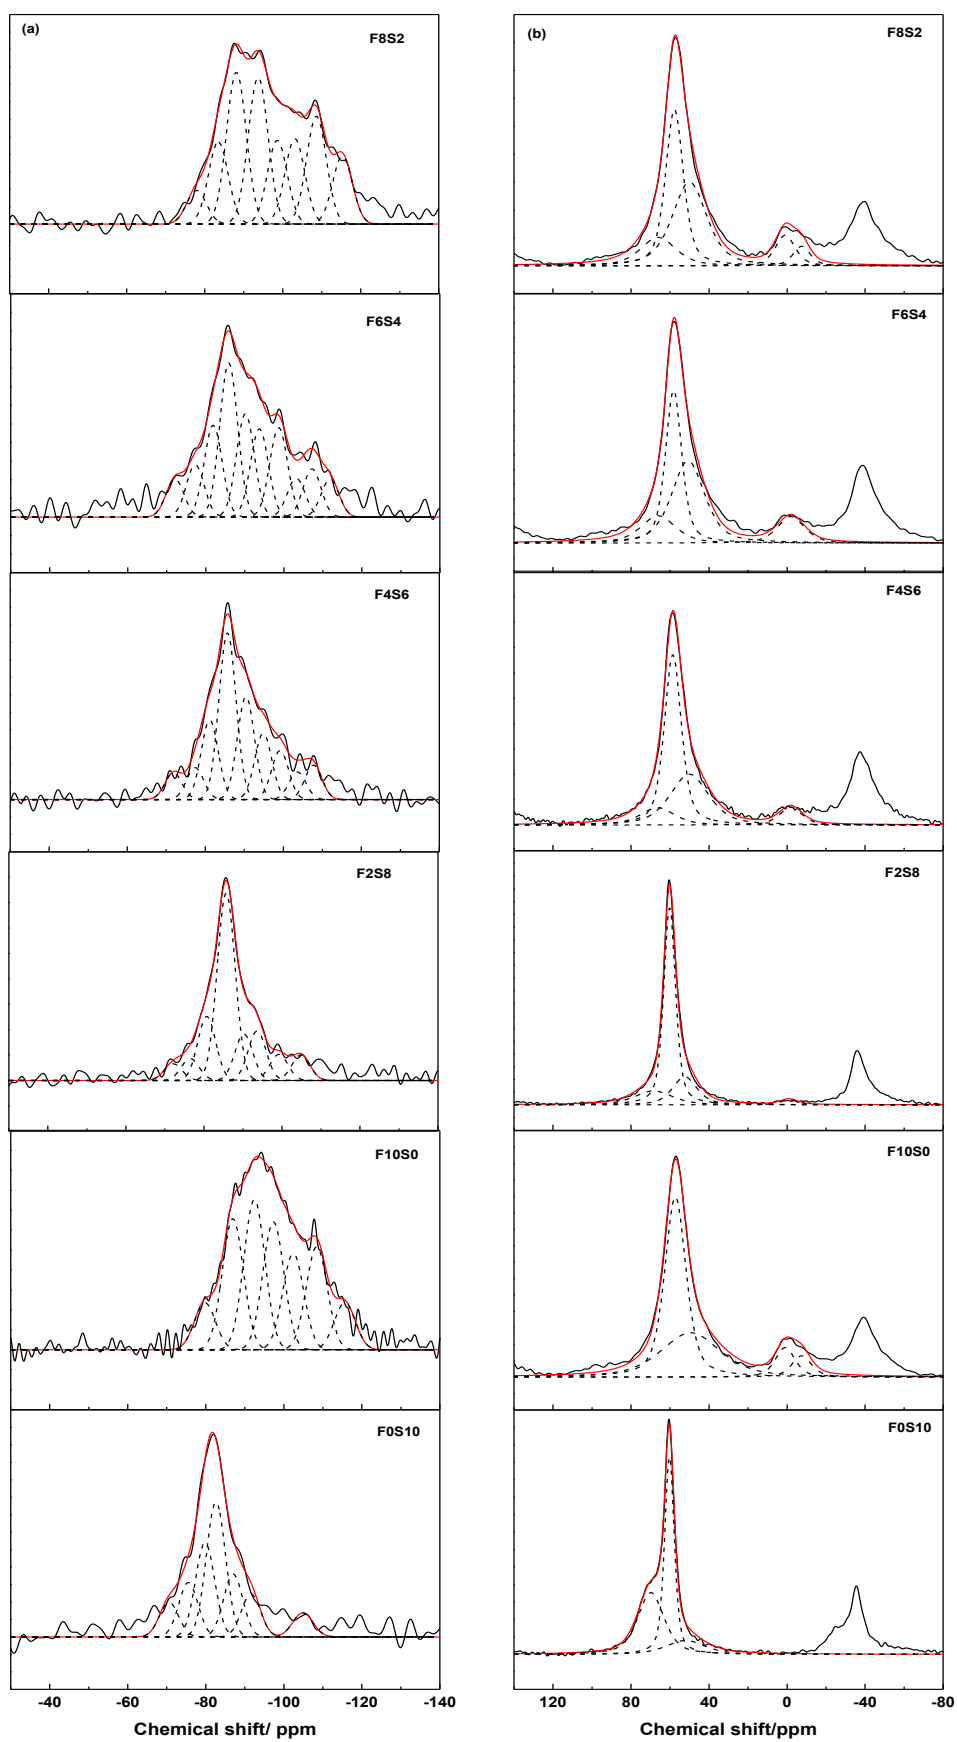 (a)
F8S2
F6S4
F4S6
F2S8
F10S0
F0S10
-40 -60 -80 -100 -120 -140
Chemical shift/ ppm
(b)
F8S2
F6S4
F4S6
F2S8
F10S0
F0S10
120 80 40 0 -40 -80
Chemical shift/ppm